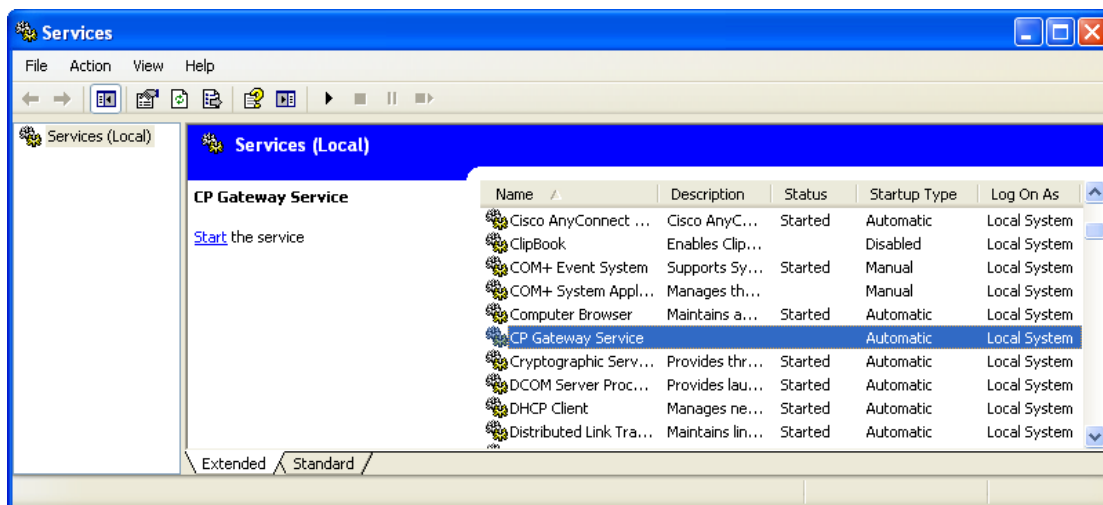 Services
File Action View Help
Services (Local)
Services (Local)
CP Gateway Service
Start the service
Name Description Status Startup Type Log On As
Cisco AnyConnect ... Cisco AnyC... Started Automatic Local System
ClipBook Enables Clip... Disabled Local System
COM+ Event System Supports Sy... Started Manual Local System
COM+ System Appl... Manages th... Manual Local System
Computer Browser Maintains a... Started Automatic Local System
CP Gateway Service Automatic Local System
Cryptographic Serv... Provides thr... Started Automatic Local System
DCOM Server Proc... Provides lau... Started Automatic Local System
DHCP Client Manages ne... Started Automatic Local System
Distributed Link Tra... Maintains lin... Started Automatic Local System
Extended Standard